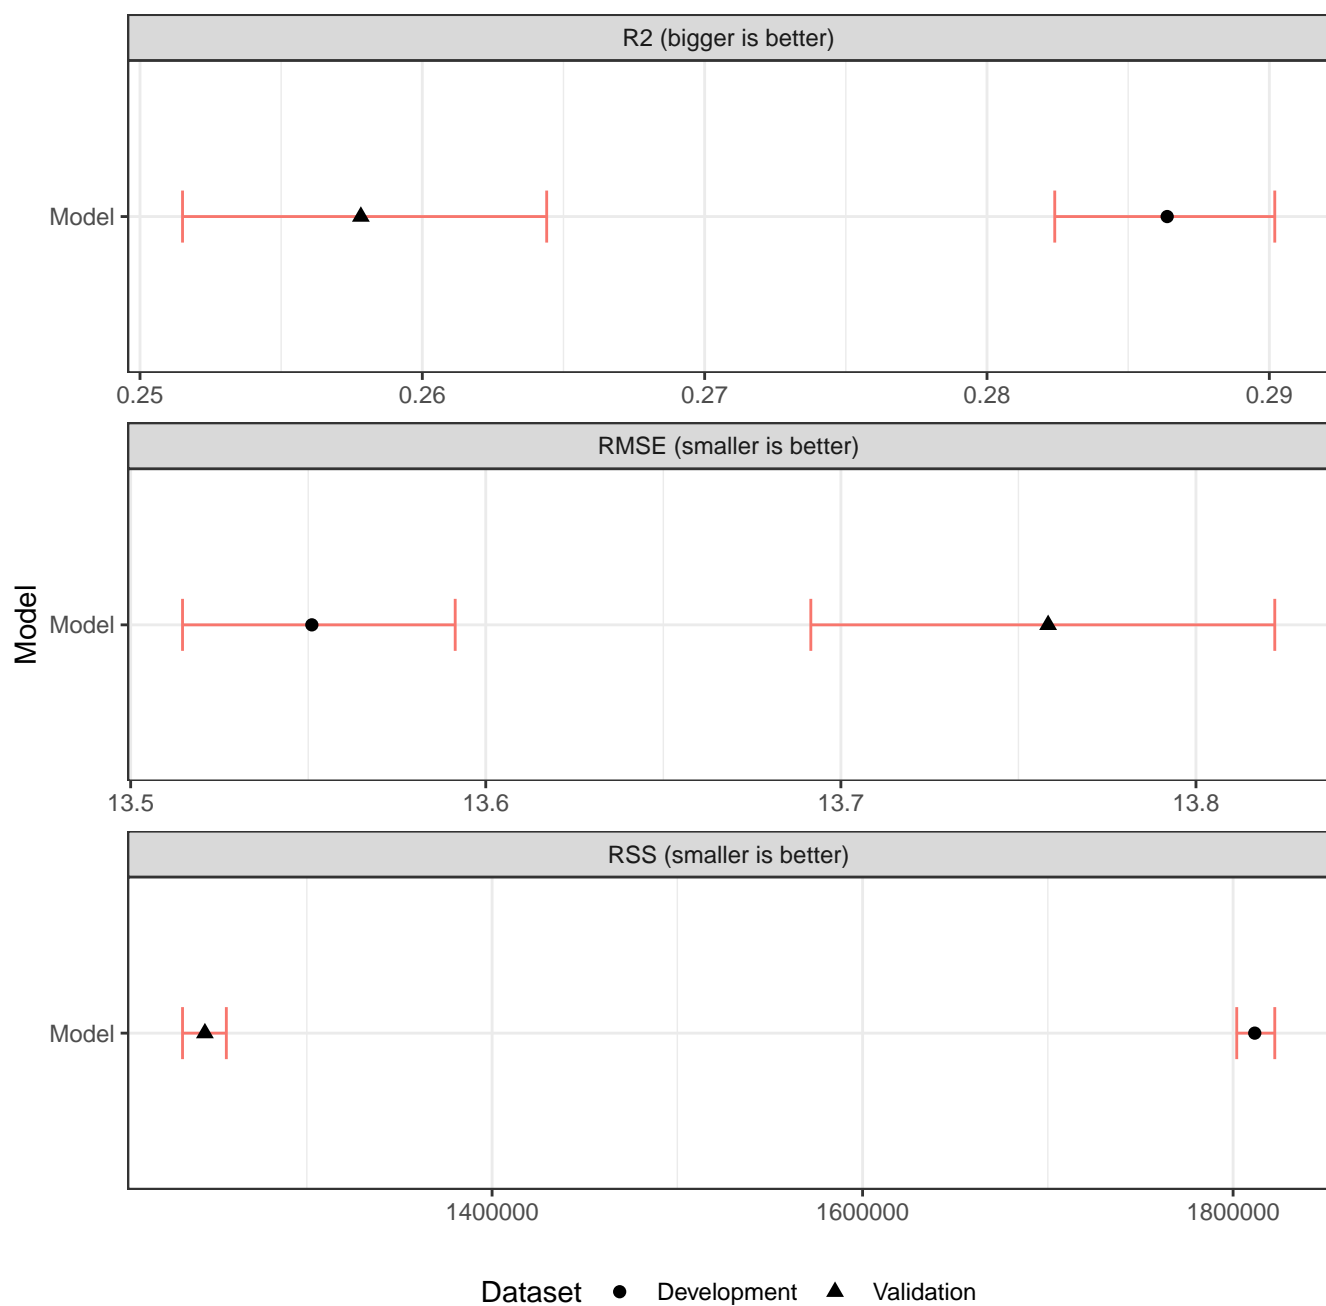 R2 (bigger is better)
Model
0.25 0.26 0.27 0.28 0.29
RMSE (smaller is better)
Model
Model
13.5 13.6 13.7 13.8
RSS (smaller is better)
Model
1400000 1600000 1800000
Dataset Development Validation